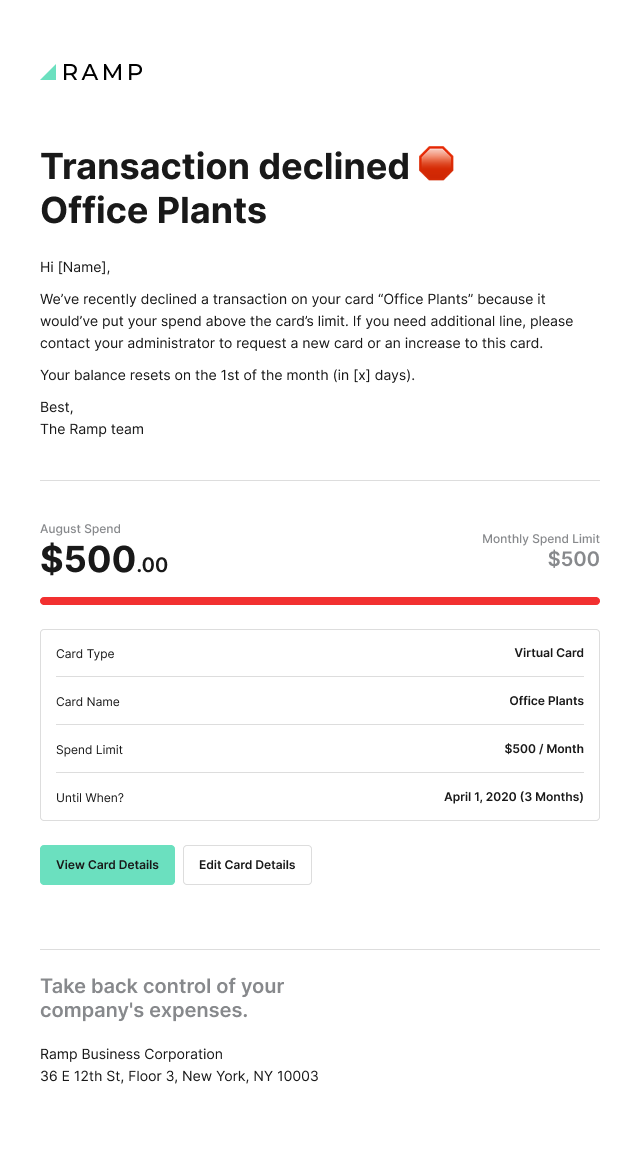 RAMP
Transaction declined 🛑
Office Plants
Hi [Name],
We’ve recently declined a transaction on your card “Office Plants” because it
would’ve put your spend above the card’s limit. If you need additional line, please
contact your administrator to request a new card or an increase to this card.
Your balance resets on the 1st of the month (in [x] days).
Best,
The Ramp team
August Spend
$500.00
Monthly Spend Limit
$500
Card Type Virtual Card
Card Name Office Plants
Spend Limit $500 / Month
Until When? April 1, 2020 (3 Months)
View Card Details Edit Card Details
Take back control of your
company's expenses.
Ramp Business Corporation
36 E 12th St, Floor 3, New York, NY 10003